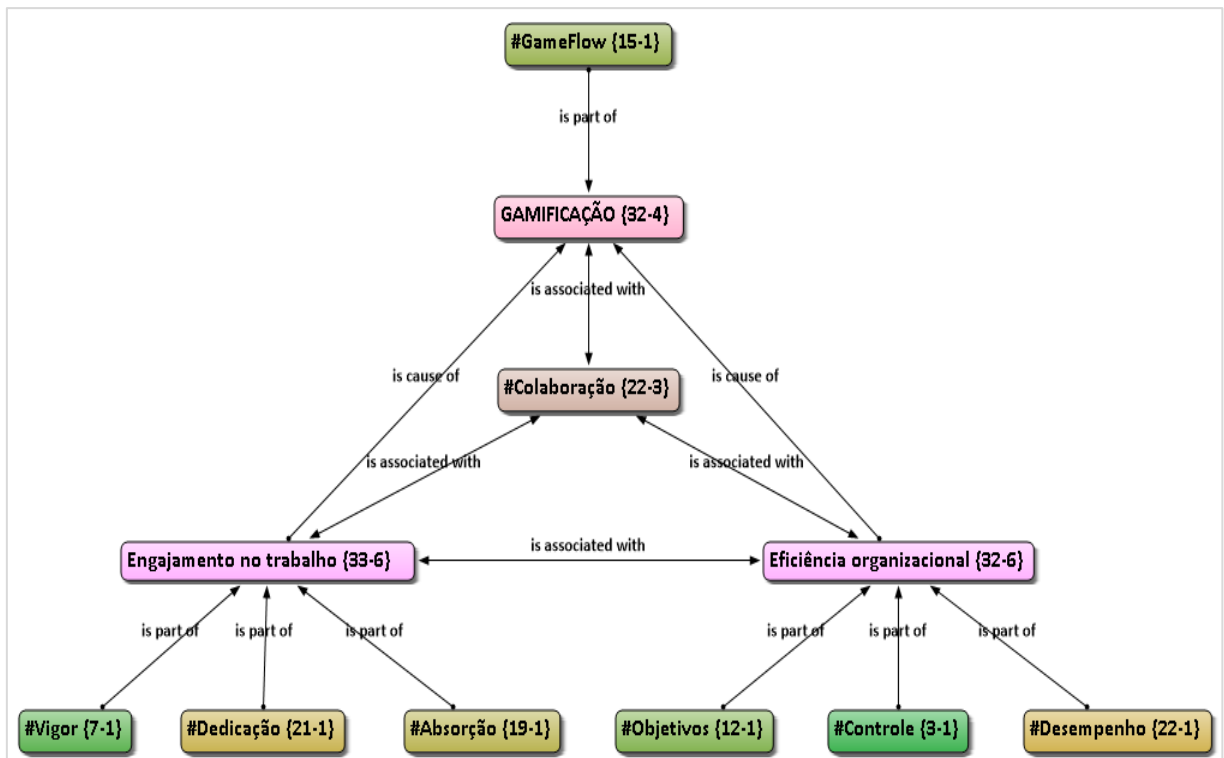 #GameFlow {15-1}
is part of
GAMIFICAÇÃO {32-4}
is associated with
is cause of
is cause of
#Colaboração {22-3}
is associated with
is associated with
is associated with
Engajamento no trabalho {33-6}
Eficiência organizacional {32-6}
is part of
is part of
is part of
is part of
is part of
is part of
#Vigor {7-1}
#Dedicação {21-1}
#Absorção {19-1}
#Objetivos {12-1}
#Controle {3-1}
#Desempenho {22-1}